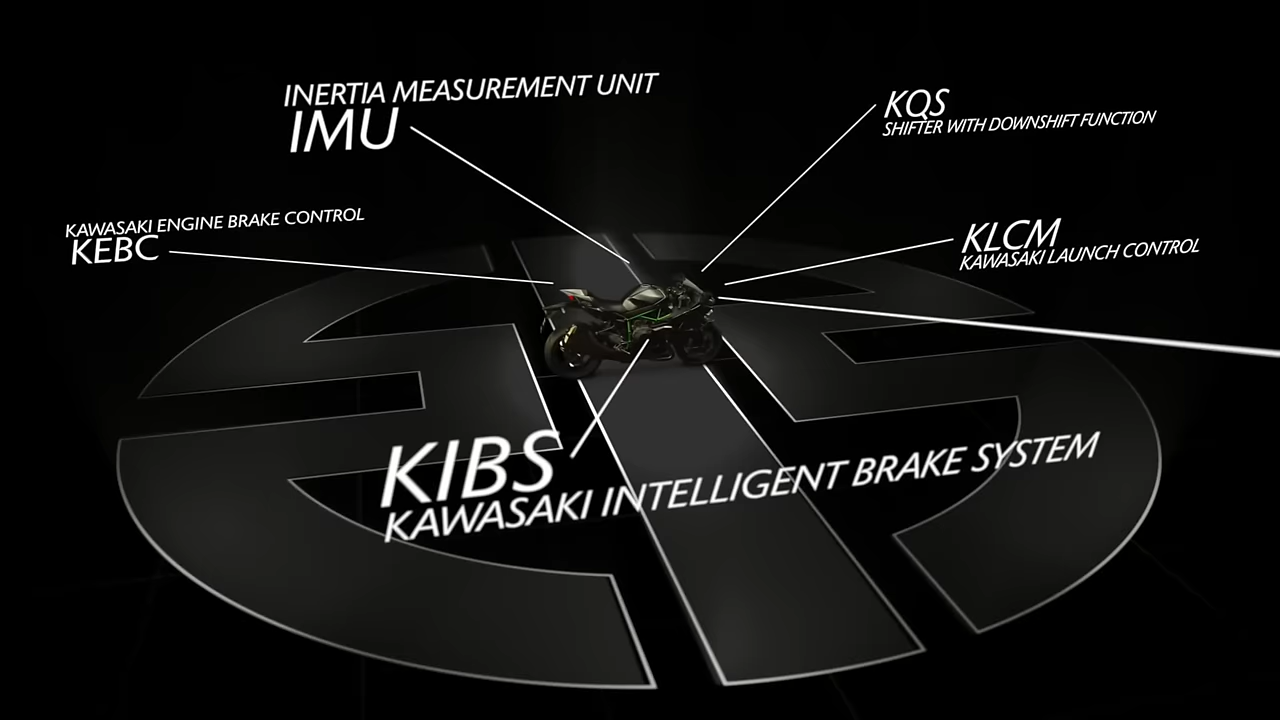 INERTIA MEASUREMENT UNIT
IMU
KQS
SHIFTER WITH DOWNSHIFT FUNCTION
KAWASAKI ENGINE BRAKE CONTROL
KEBC
KLCM
KAWASAKI LAUNCH CONTROL
KIBS
KAWASAKI INTELLIGENT BRAKE SYSTEM